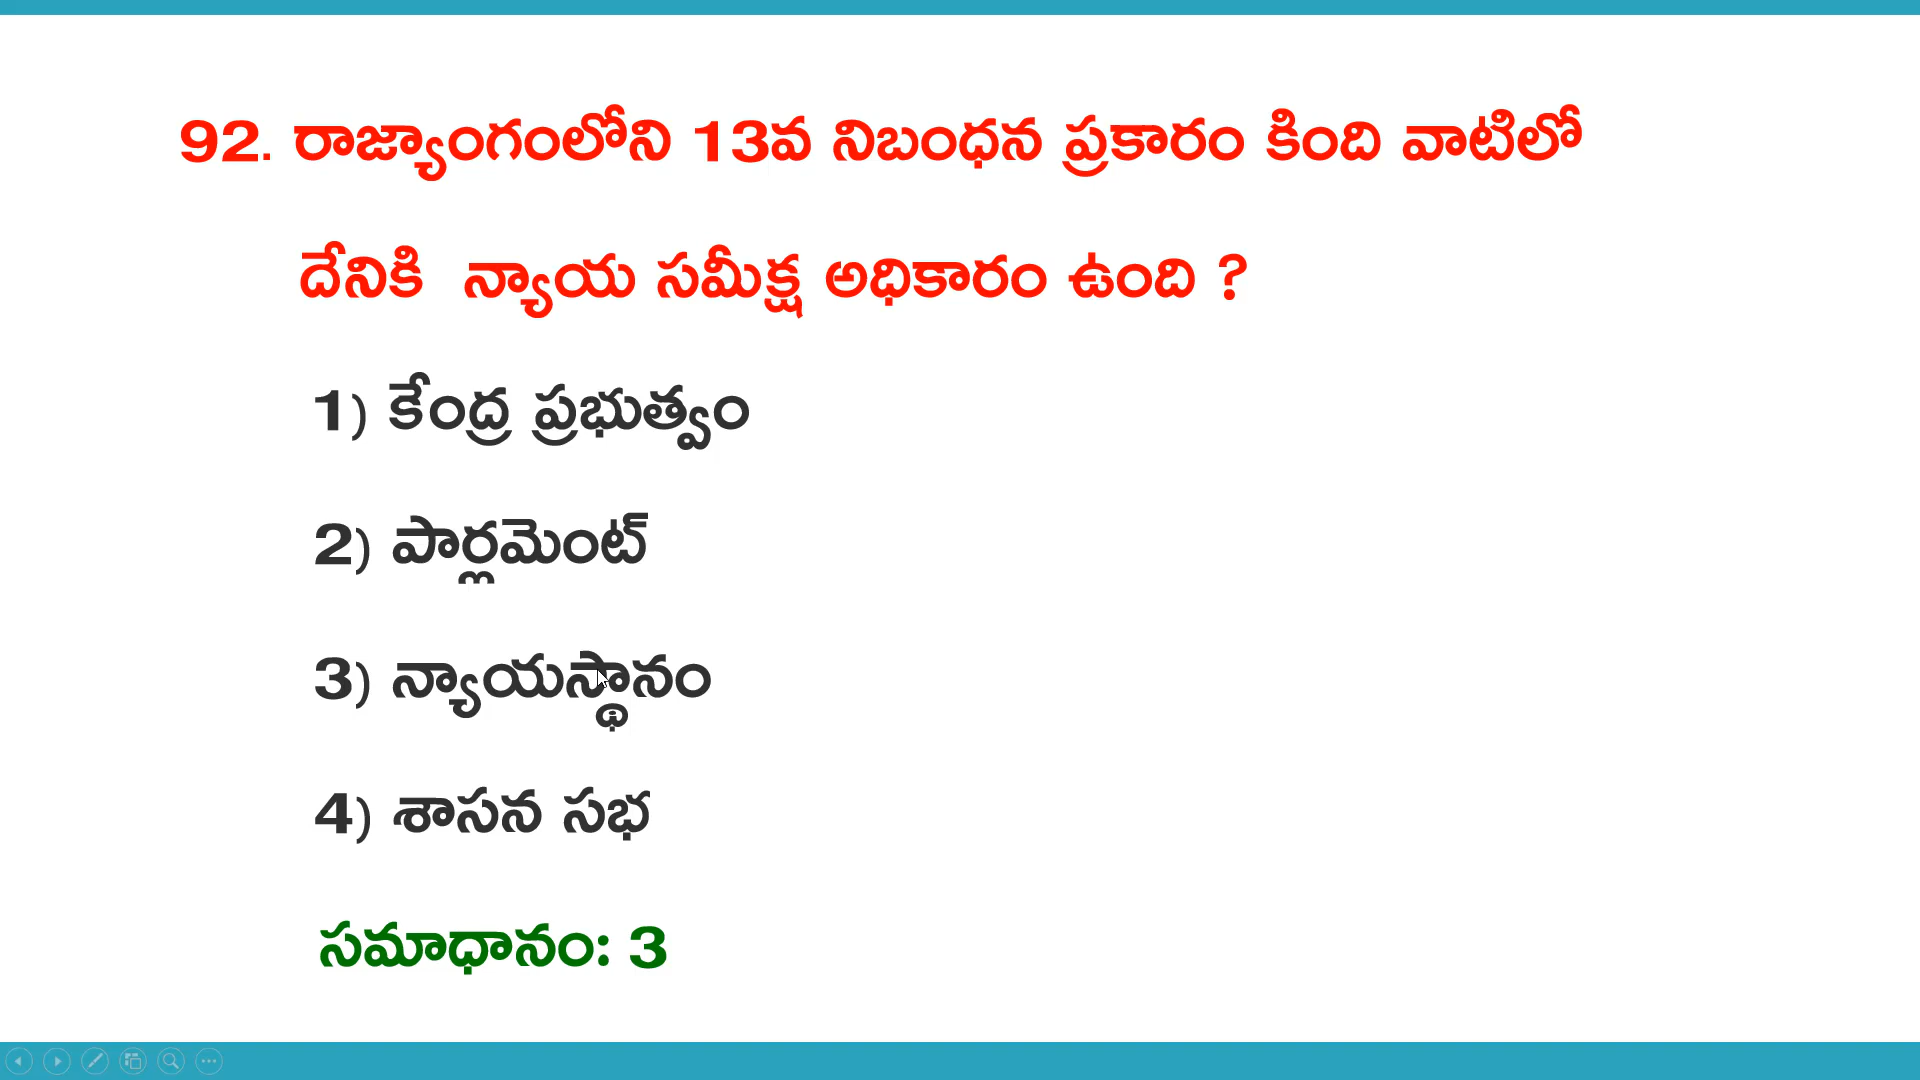 92. రాజ్యాంగంలోని 13వ నిబంధన ప్రకారం కింది వాటిలో
దేనికి న్యాయ సమీక్ష అధికారం ఉంది ?
1) కేంద్ర ప్రభుత్వం
2) పార్లమెంట్
3) న్యాయస్థానం
4) శాసన సభ
సమాధానం: 3